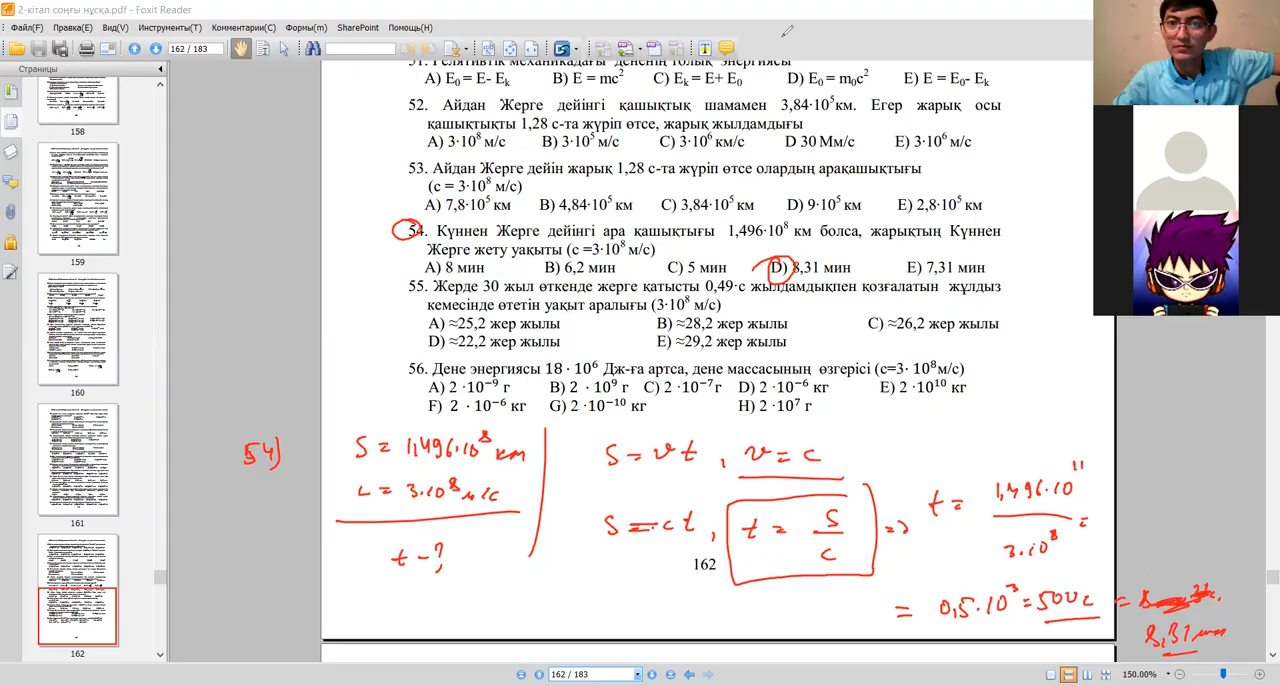 2-кітап соңғы нұсқа.pdf - Foxit Reader
Файл(F) Правка(E) Вид(V) Инструменты(T) Комментарии(C) Формы(m) SharePoint Помощь(H)
162 / 183
Страницы
158
159
160
161
162
51. Релятивтік механикадағы дененің толық энергиясы
A) E₀ = E- Eₖ B) E = mc² C) Eₖ = E+ E₀ D) E₀ = m₀c² E) E = E₀- Eₖ
52. Айдан Жерге дейінгі қашықтық шамамен 3,84·10⁵км. Егер жарық осы
қашықтықты 1,28 с-та жүріп өтсе, жарық жылдамдығы
A) 3·10⁸ м/с B) 3·10⁵ м/с C) 3·10⁶ км/с D 30 Мм/с E) 3·10⁶ м/с
53. Айдан Жерге дейін жарық 1,28 с-та жүріп өтсе олардың арақашықтығы
(с = 3·10⁸ м/с)
A) 7,8·10⁵ км B) 4,84·10⁵ км C) 3,84·10⁵ км D) 9·10⁵ км E) 2,8·10⁵ км
54. Күннен Жерге дейінгі ара қашықтығы 1,496·10⁸ км болса, жарықтың Күннен
Жерге жету уақыты (с =3·10⁸ м/с)
A) 8 мин B) 6,2 мин C) 5 мин D) 8,31 мин E) 7,31 мин
55. Жерде 30 жыл өткенде жерге қатысты 0,49·с жылдамдықпен қозғалатын жұлдыз
кемесінде өтетін уақыт аралығы (3·10⁸ м/с)
A) ≈25,2 жер жылы B) ≈28,2 жер жылы C) ≈26,2 жер жылы
D) ≈22,2 жер жылы E) ≈29,2 жер жылы
56. Дене энергиясы 18 · 10⁶ Дж-ға артса, дене массасының өзгерісі (с=3· 10⁸м/с)
A) 2 ·10⁻⁹ г B) 2 · 10⁹ г C) 2 ·10⁻⁷г D) 2 ·10⁻⁶ кг E) 2 ·10¹⁰ кг
F) 2 · 10⁻⁶ кг G) 2 ·10⁻¹⁰ кг H) 2 ·10⁷ г
54)
S = 1,496·10⁸ км
c = 3·10⁸ м/с
t - ?
S = υt , υ = c
S = ct , t = S/c =>
t = 1,496·10¹¹/3·10⁸ =
= 0,5·10³ = 500с =
8,31 мин
162
162 / 183
150.00%